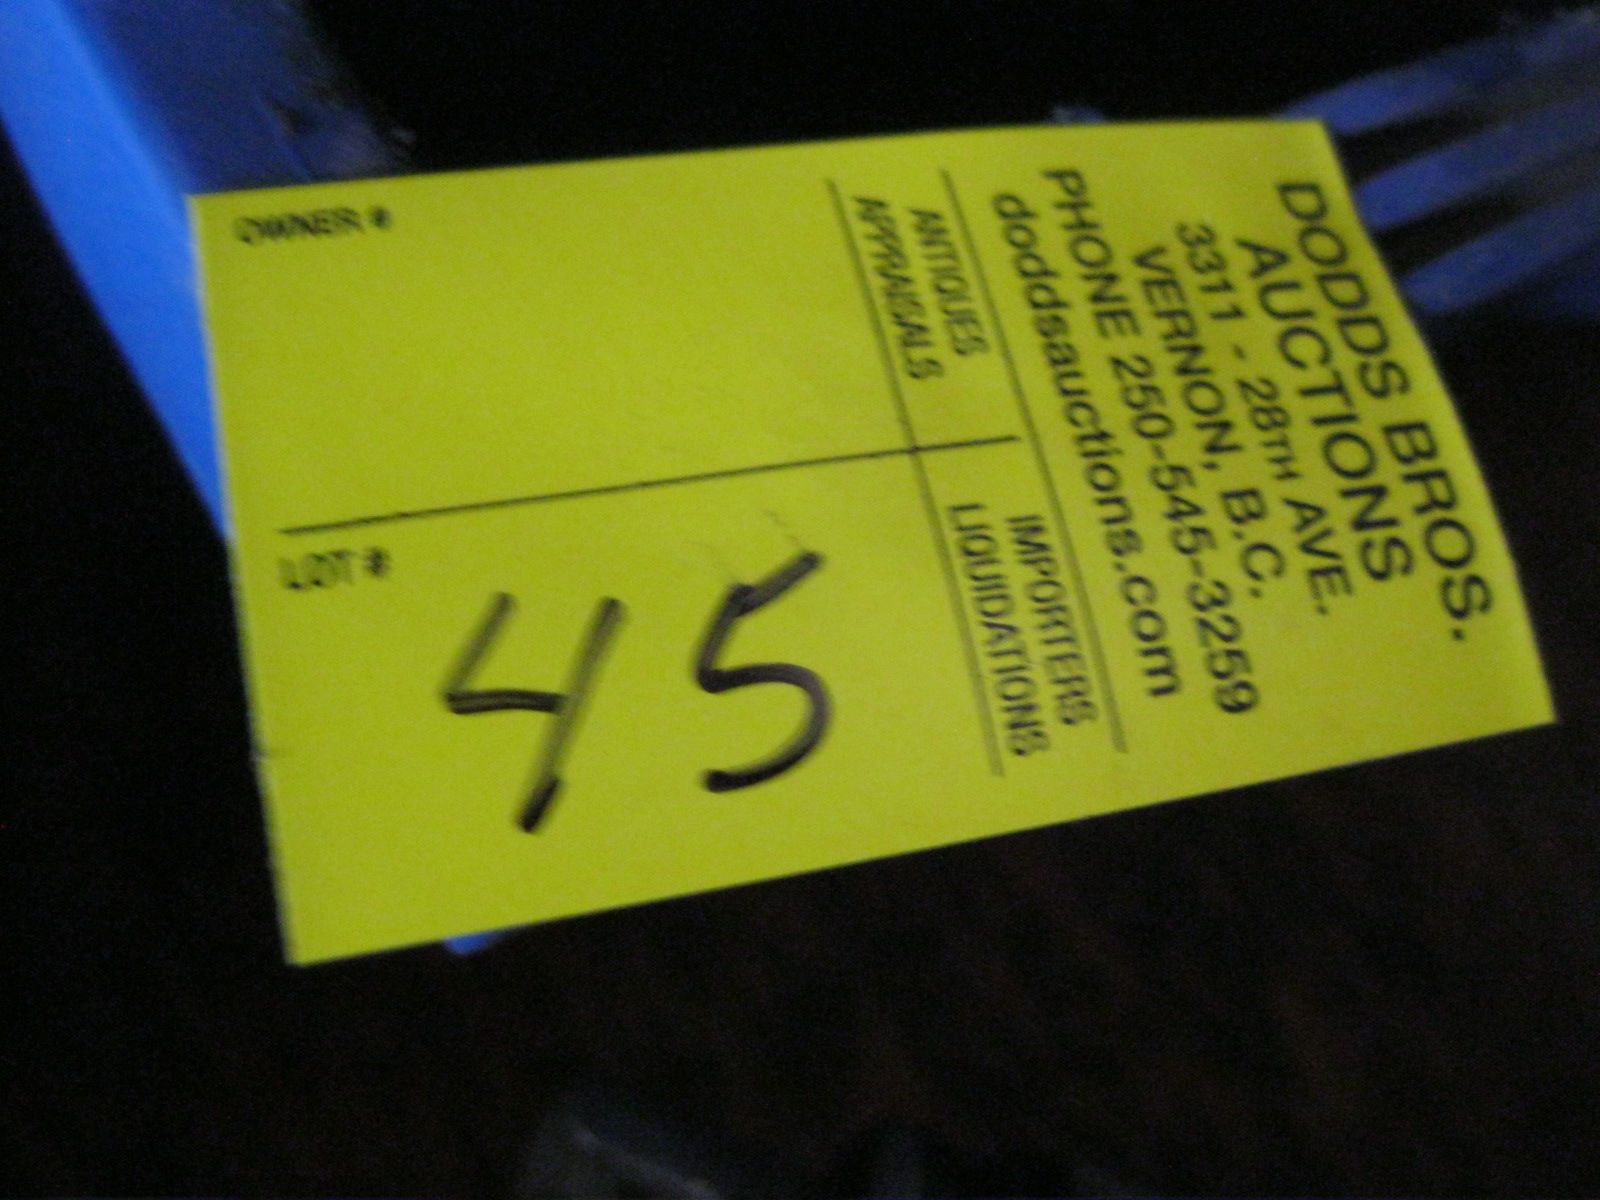 DODDS BROS.
AUCTIONS
3311 - 28TH AVE.
VERNON, B.C.
PHONE 250-545-3259
doddsauctions.com
ANTIQUES
APPRAISALS
IMPORTERS
LIQUIDATIONS
OWNER #
LOT #
45